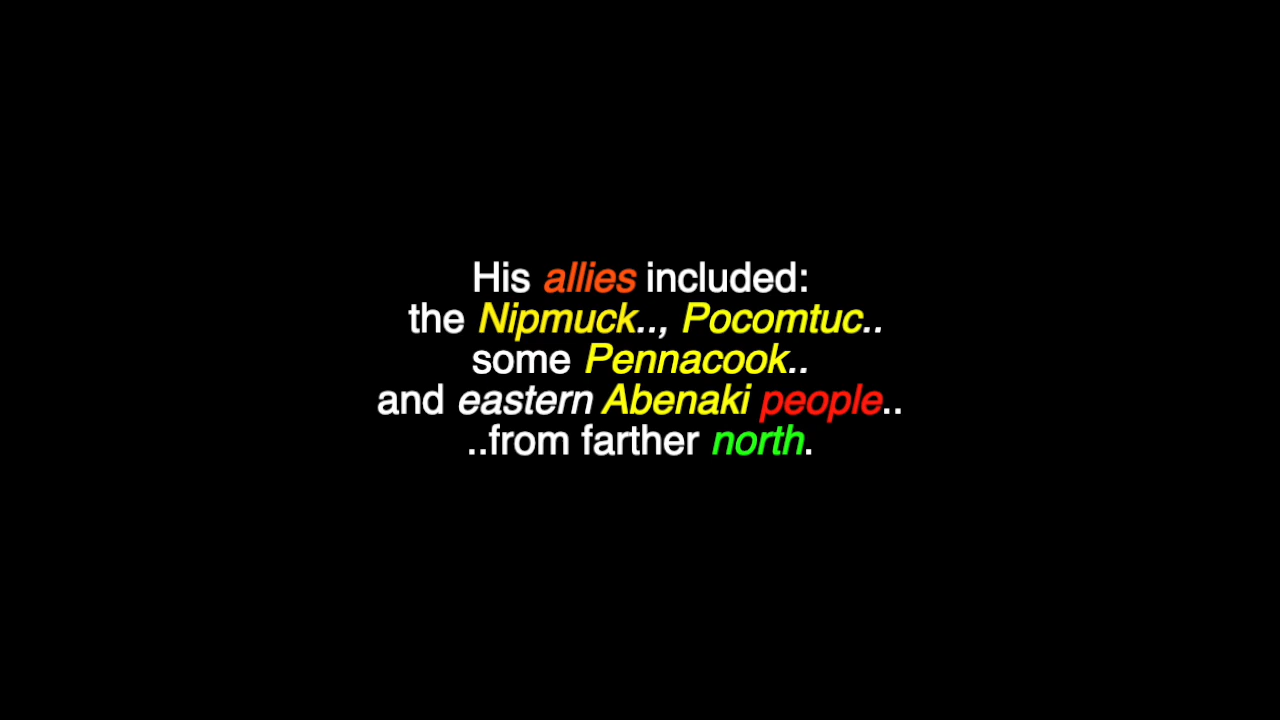 His allies included:
the Nipmuck.., Pocomtuc..
some Pennacook..
and eastern Abenaki people..
..from farther north.